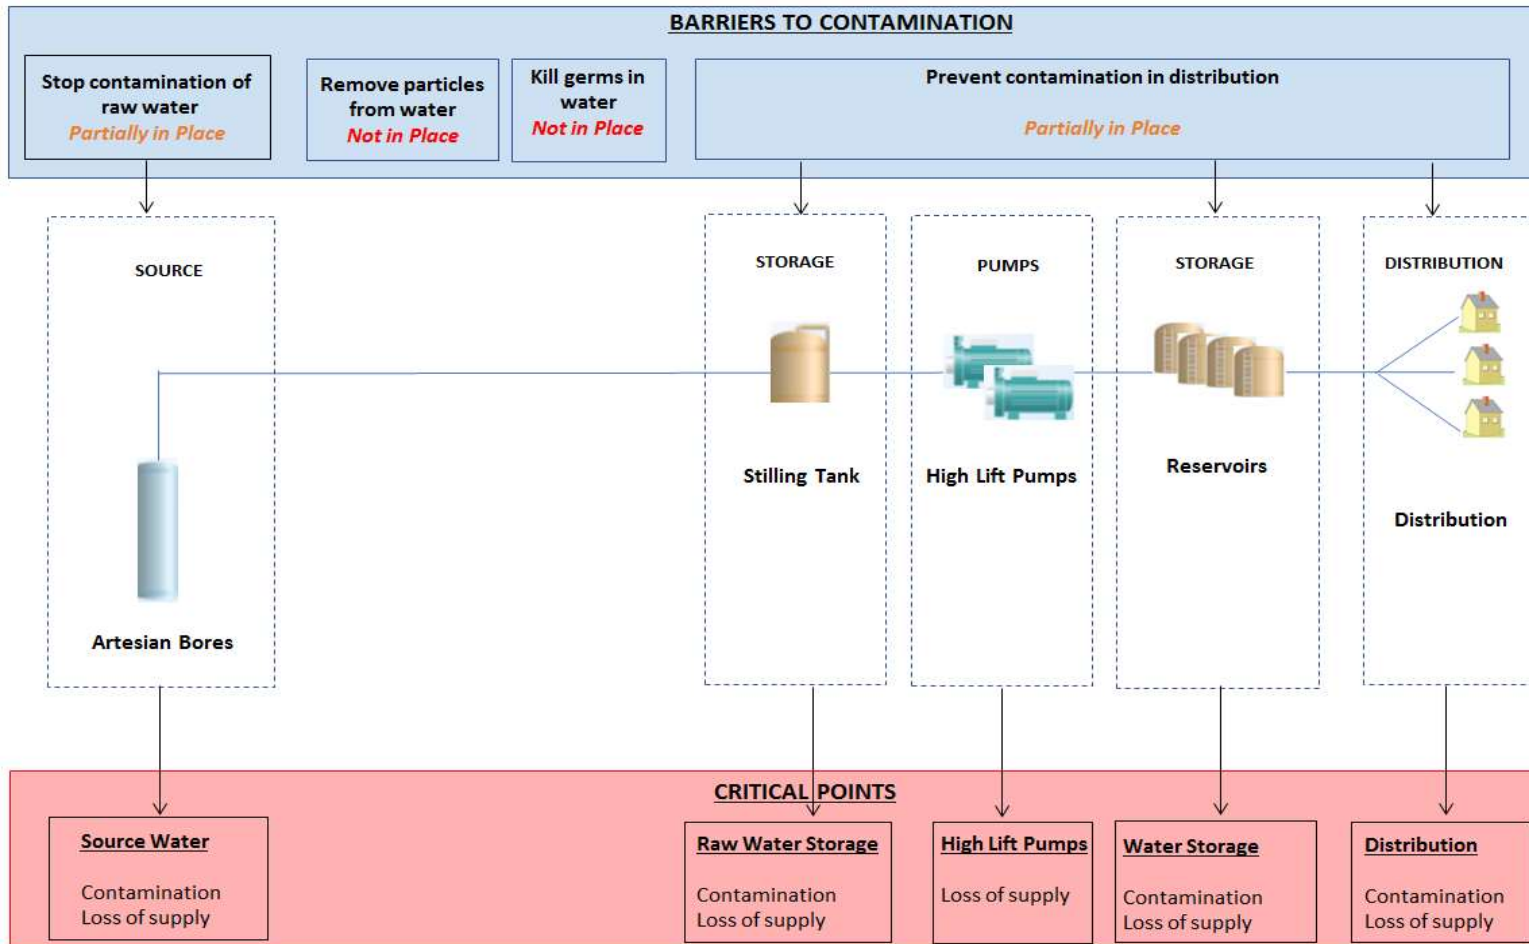 BARRIERS TO CONTAMINATION
Stop contamination of
raw water
Partially in Place
Remove particles
from water
Not in Place
Kill germs in
water
Not in Place
Prevent contamination in distribution
Partially in Place
SOURCE
STORAGE
PUMPS
STORAGE
DISTRIBUTION
Artesian Bores
Stilling Tank
High Lift Pumps
Reservoirs
Distribution
CRITICAL POINTS
Source Water
Contamination
Loss of supply
Raw Water Storage
Contamination
Loss of supply
High Lift Pumps
Loss of supply
Water Storage
Contamination
Loss of supply
Distribution
Contamination
Loss of supply